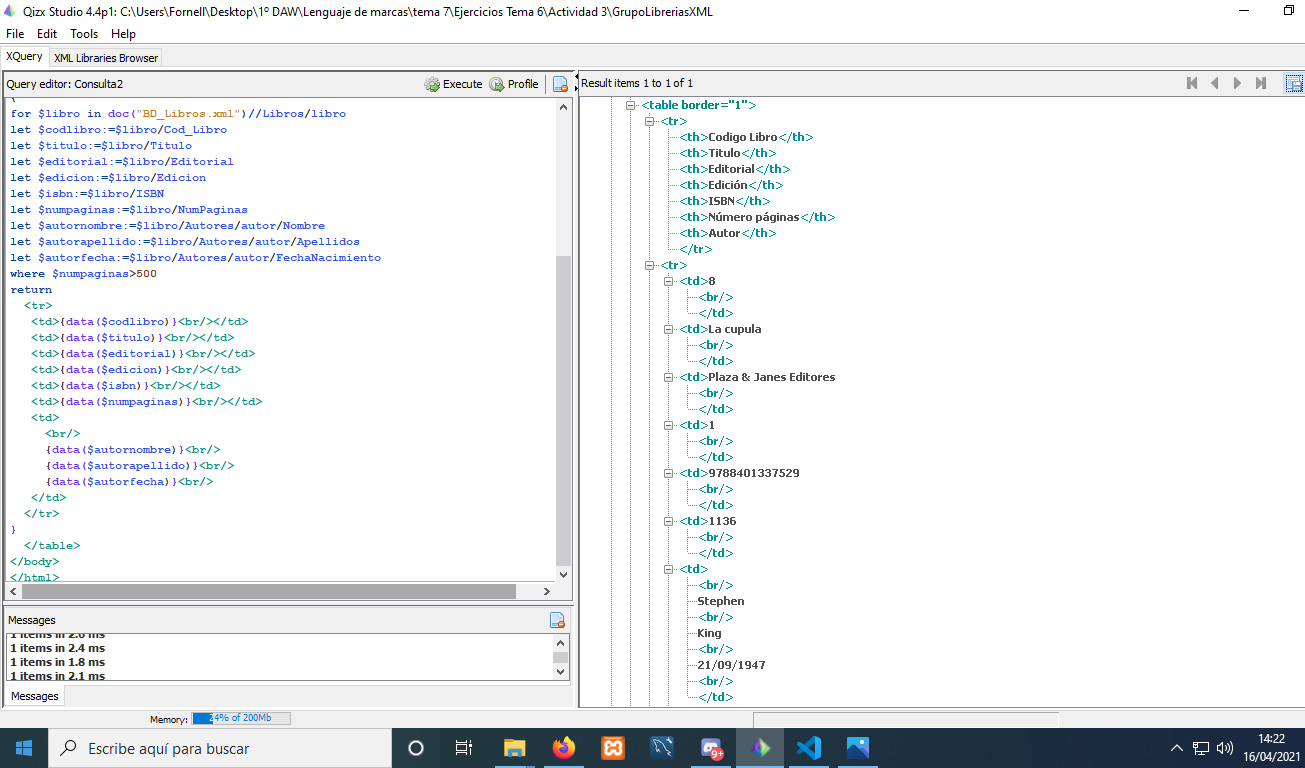 Qizx Studio 4.4p1: C:\Users\Fornell\Desktop\1º DAW\Lenguaje de marcas\tema 7\Ejercicios Tema 6\Actividad 3\GrupoLibreriasXML
File Edit Tools Help
XQuery XML Libraries Browser
Query editor: Consulta2 Execute Profile
{
for $libro in doc("BD_Libros.xml")//Libros/libro
let $codlibro:=$libro/Cod_Libro
let $titulo:=$libro/Titulo
let $editorial:=$libro/Editorial
let $edicion:=$libro/Edicion
let $isbn:=$libro/ISBN
let $numpaginas:=$libro/NumPaginas
let $autornombre:=$libro/Autores/autor/Nombre
let $autorapellido:=$libro/Autores/autor/Apellidos
let $autorfecha:=$libro/Autores/autor/FechaNacimiento
where $numpaginas>500
return
<tr>
<td>{data($codlibro)}<br/></td>
<td>{data($titulo)}<br/></td>
<td>{data($editorial)}<br/></td>
<td>{data($edicion)}<br/></td>
<td>{data($isbn)}<br/></td>
<td>{data($numpaginas)}<br/></td>
<td>
<br/>
{data($autornombre)}<br/>
{data($autorapellido)}<br/>
{data($autorfecha)}<br/>
</td>
</tr>
}
</table>
</body>
</html>
Messages
1 items in 2.0 ms
1 items in 2.4 ms
1 items in 1.8 ms
1 items in 2.1 ms
Messages
Result items 1 to 1 of 1
<table border="1">
<tr>
<th>Codigo Libro</th>
<th>Titulo</th>
<th>Editorial</th>
<th>Edición</th>
<th>ISBN</th>
<th>Número páginas</th>
<th>Autor</th>
</tr>
<tr>
<td>8
<br/>
</td>
<td>La cupula
<br/>
</td>
<td>Plaza & Janes Editores
<br/>
</td>
<td>1
<br/>
</td>
<td>9788401337529
<br/>
</td>
<td>1136
<br/>
</td>
<td>
<br/>
Stephen
<br/>
King
<br/>
21/09/1947
<br/>
</td>
Memory: 24% of 200Mb
Escribe aquí para buscar
9+
14:22
16/04/2021